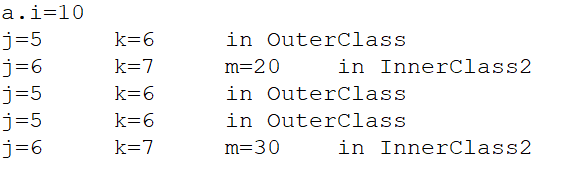 a.i=10
j=5     k=6     in OuterClass
j=6     k=7     m=20    in InnerClass2
j=5     k=6     in OuterClass
j=5     k=6     in OuterClass
j=6     k=7     m=30    in InnerClass2